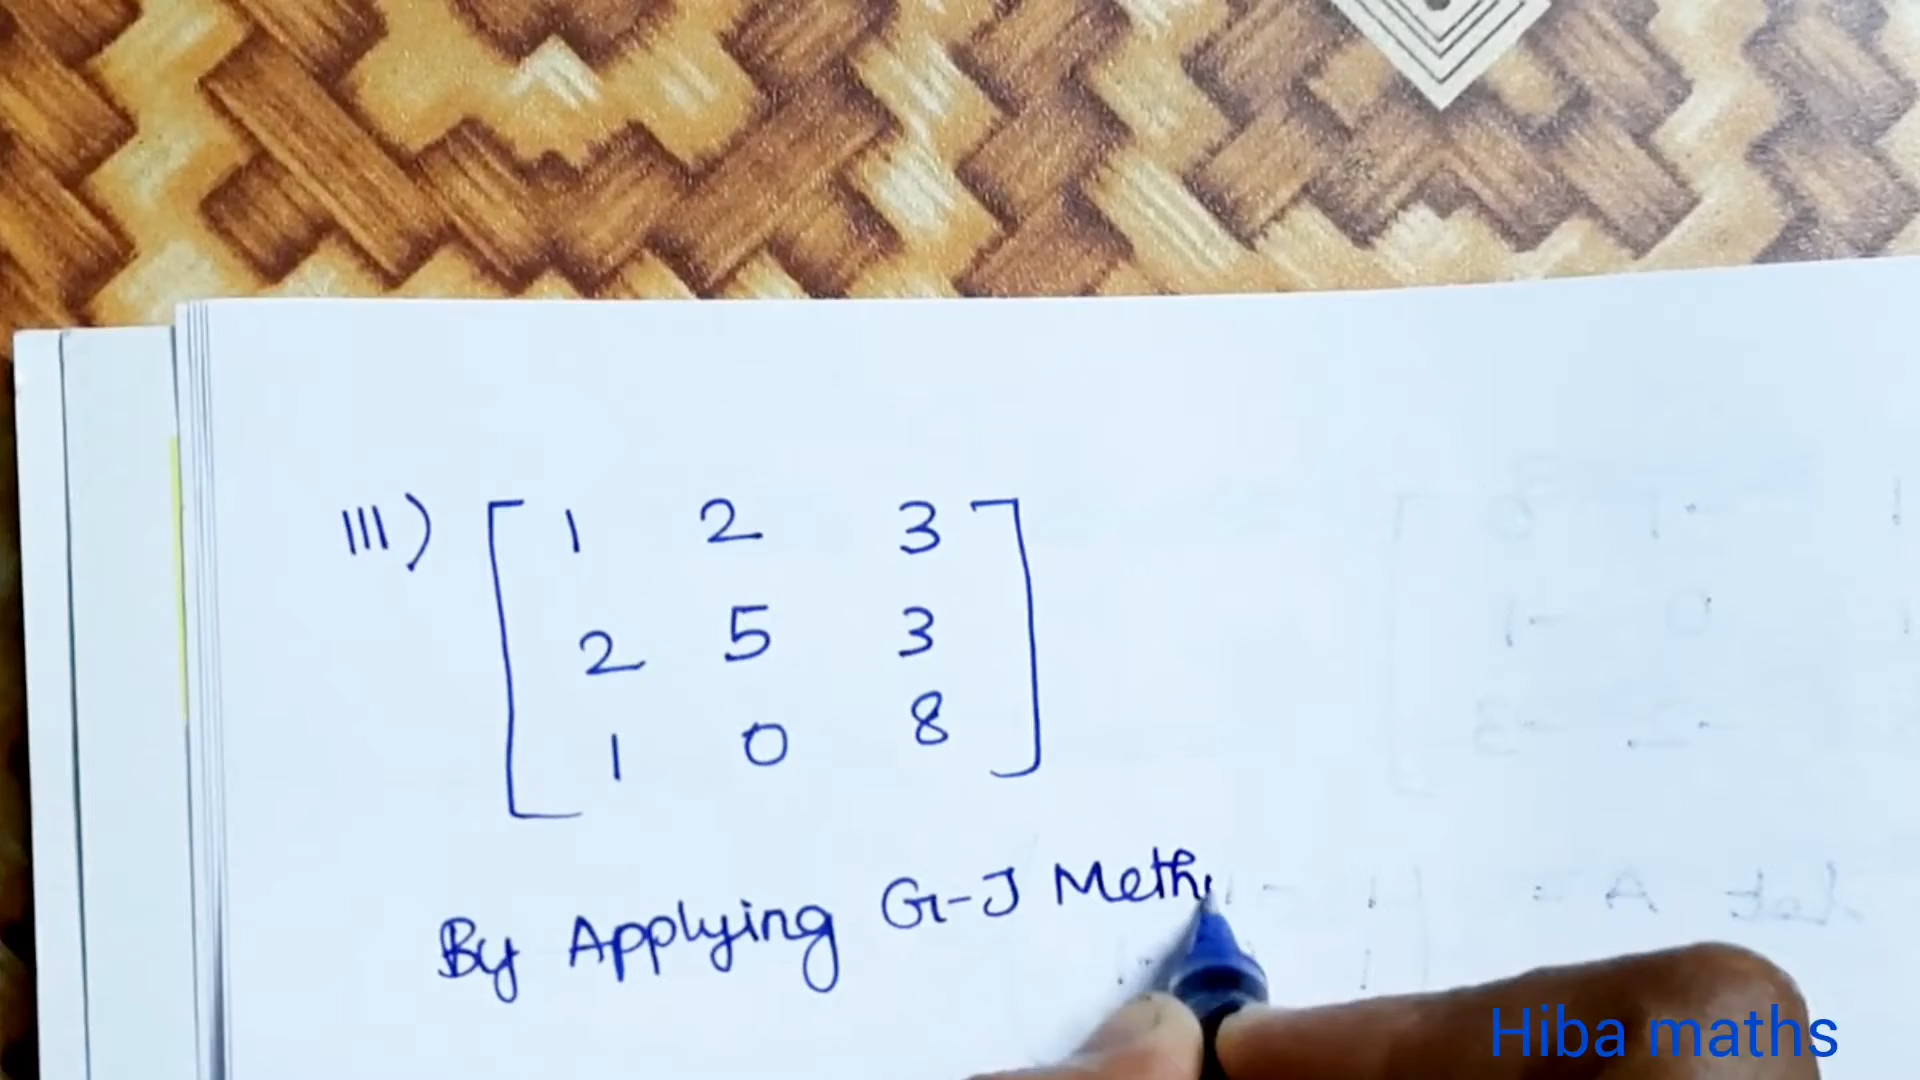 III) 1 2 3
2 5 3
1 0 8
By Applying G-J Meth
Hiba maths